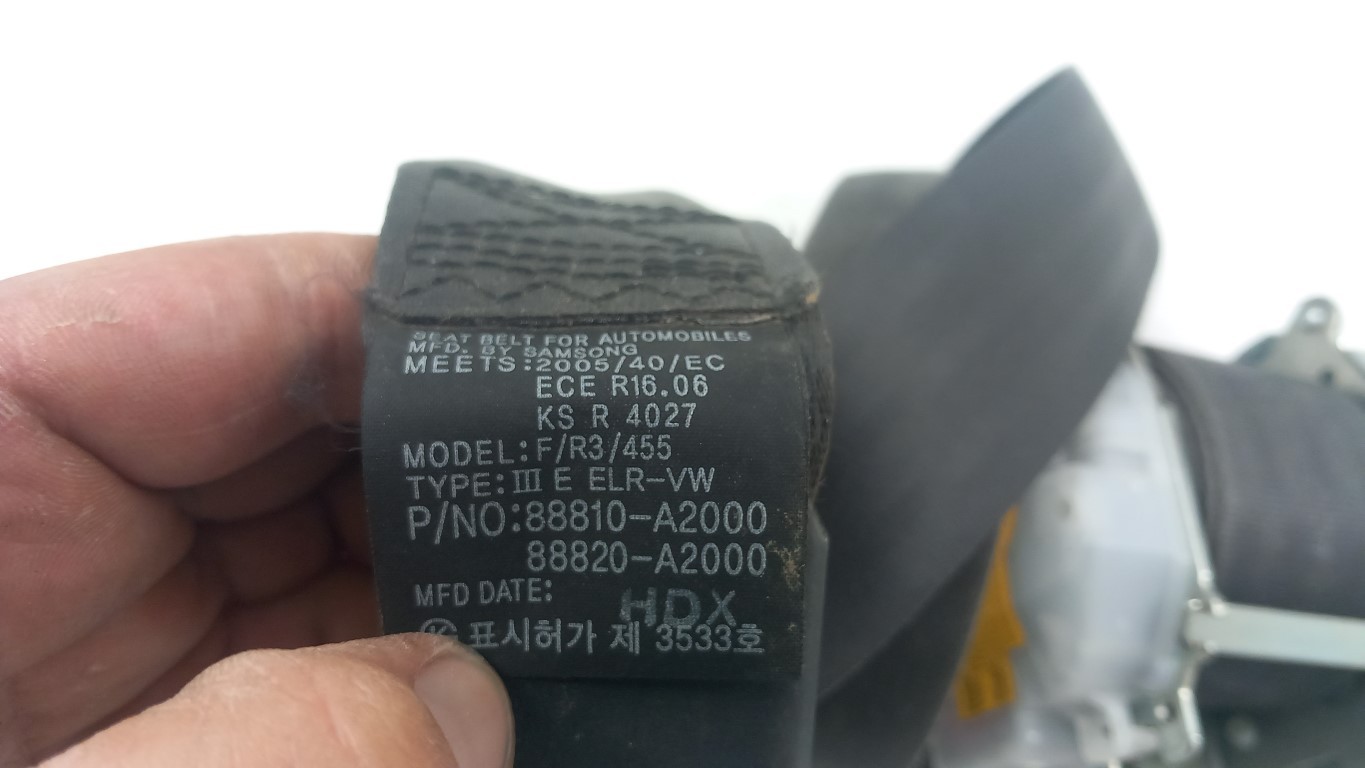 SEAT BELT FOR AUTOMOBILES
MFD. BY SAMSONG
MEETS:2005/40/EC
ECE R16.06
KS R 4027
MODEL:F/R3/455
TYPE:Ⅲ E ELR-VW
P/NO:88810-A2000
88820-A2000
MFD DATE:
HDX
㉿ 표시허가 제 3533호